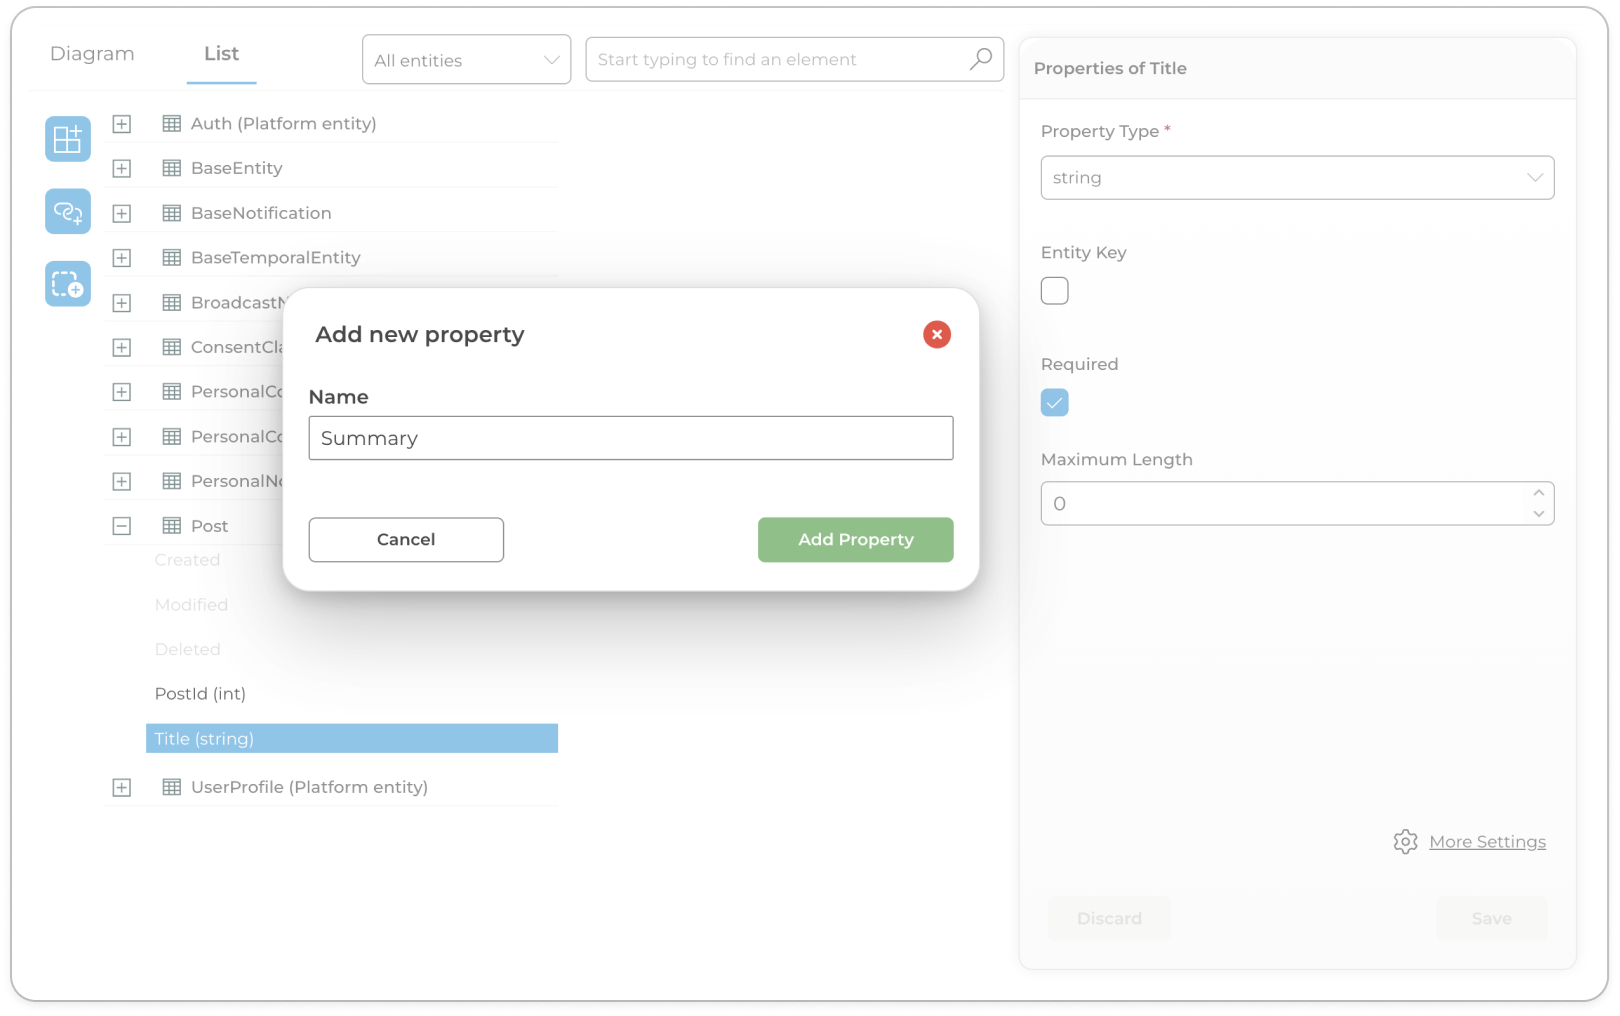 Diagram
List
All entities
Start typing to find an element
Auth (Platform entity)
BaseEntity
BaseNotification
BaseTemporalEntity
BroadcastN
ConsentCla
PersonalCo
PersonalCo
PersonalNo
Post
Created
Modified
Deleted
PostId (int)
Title (string)
UserProfile (Platform entity)
Add new property
Name
Summary
Cancel
Add Property
Properties of Title
Property Type *
string
Entity Key
Required
Maximum Length
0
More Settings
Discard
Save